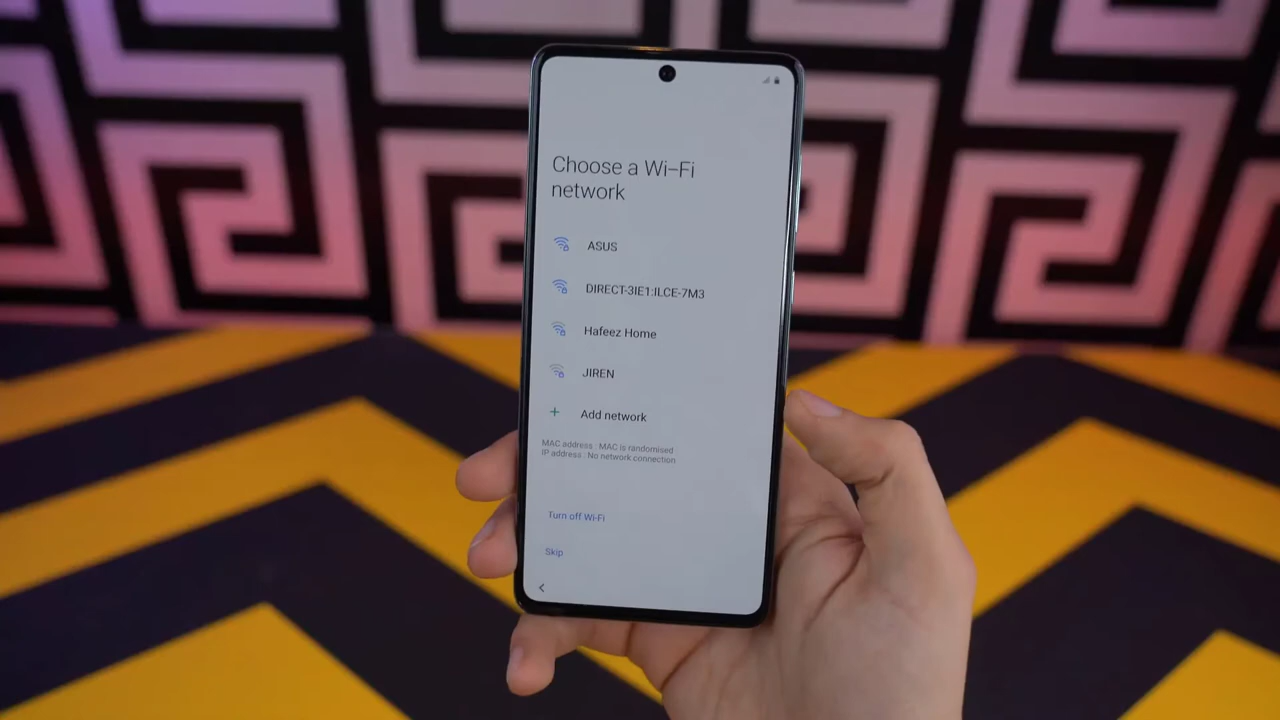 Choose a Wi-Fi
network
ASUS
DIRECT-3IE1:ILCE-7M3
Hafeez Home
JIREN
+ Add network
MAC address : MAC is randomised
IP address : No network connection
Turn off Wi-Fi
Skip